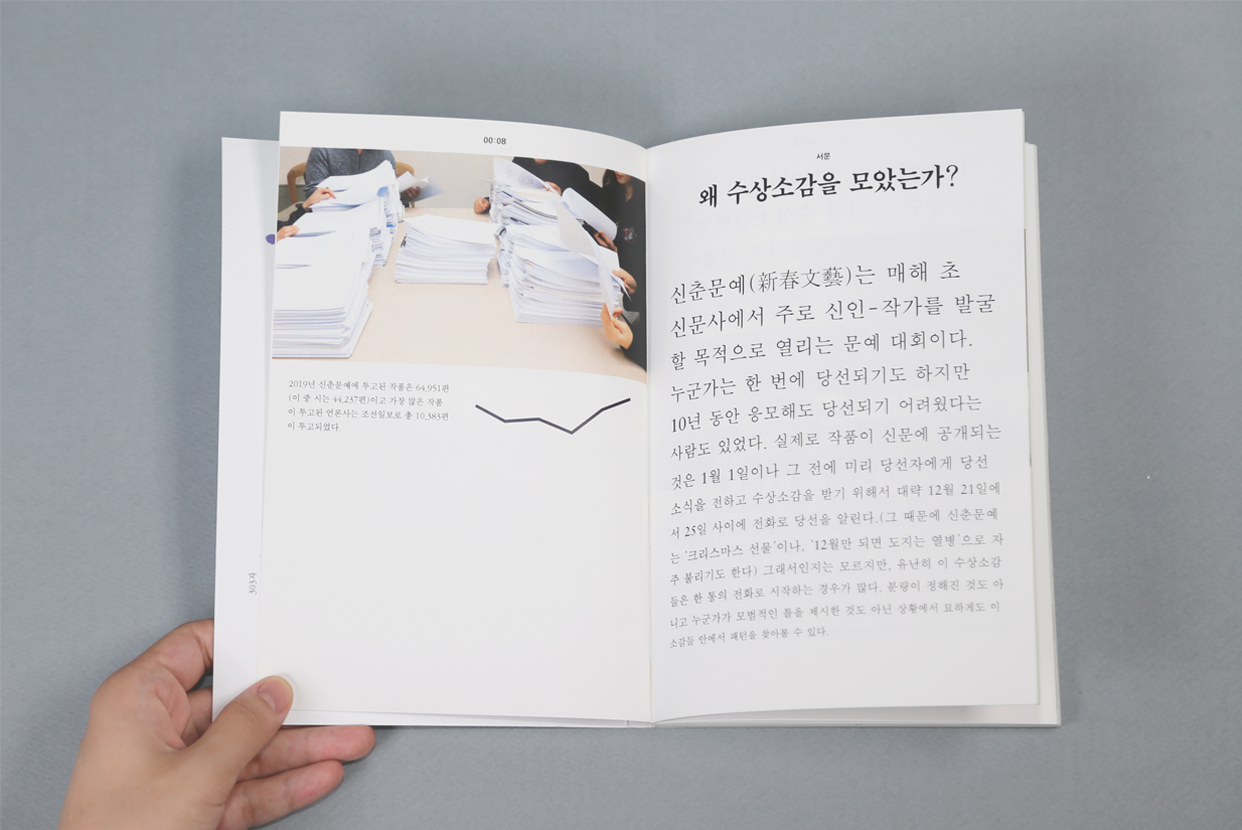 00:08
2019년 신춘문예에 투고된 작품은 64,951편
(이 중 시는 44,237편)이고 가장 많은 작품
이 투고된 언론사는 조선일보로 총 10,383편
이 투고되었다.
303쪽
서문
왜 수상소감을 모았는가?
신춘문예(新春文藝)는 매해 초
신문사에서 주로 신인-작가를 발굴
할 목적으로 열리는 문예 대회이다.
누군가는 한 번에 당선되기도 하지만
10년 동안 응모해도 당선되기 어려웠다는
사람도 있었다. 실제로 작품이 신문에 공개되는
것은 1월 1일이나 그 전에 미리 당선자에게 당선
소식을 전하고 수상소감을 받기 위해서 대략 12월 21일에
서 25일 사이에 전화로 당선을 알린다.(그 때문에 신춘문예
는 '크리스마스 선물'이나, '12월만 되면 도지는 열병'으로 자
주 불리기도 한다) 그래서인지는 모르지만, 유난히 이 수상소감
들은 한 통의 전화로 시작하는 경우가 많다. 분량이 정해진 것도 아
니고 누군가가 모범적인 틀을 제시한 것도 아닌 상황에서 묘하게도 이
소감들 안에서 패턴을 찾아볼 수 있다.